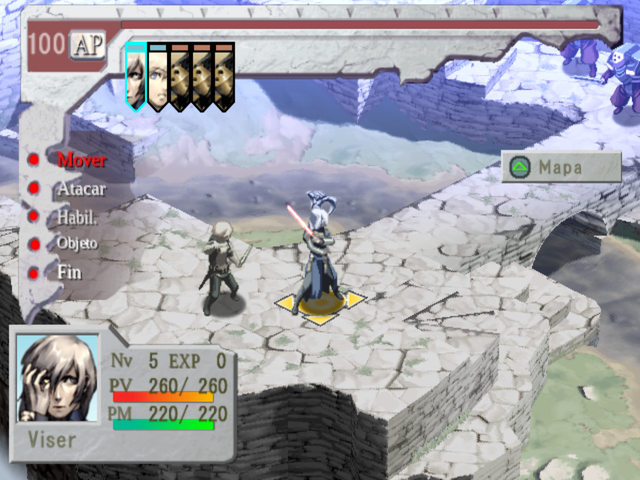 100 AP
Mover
Atacar
Habil.
Objeto
Fin
Mapa
Nv 5 EXP 0
PV 260/ 260
PM 220/ 220
Viser